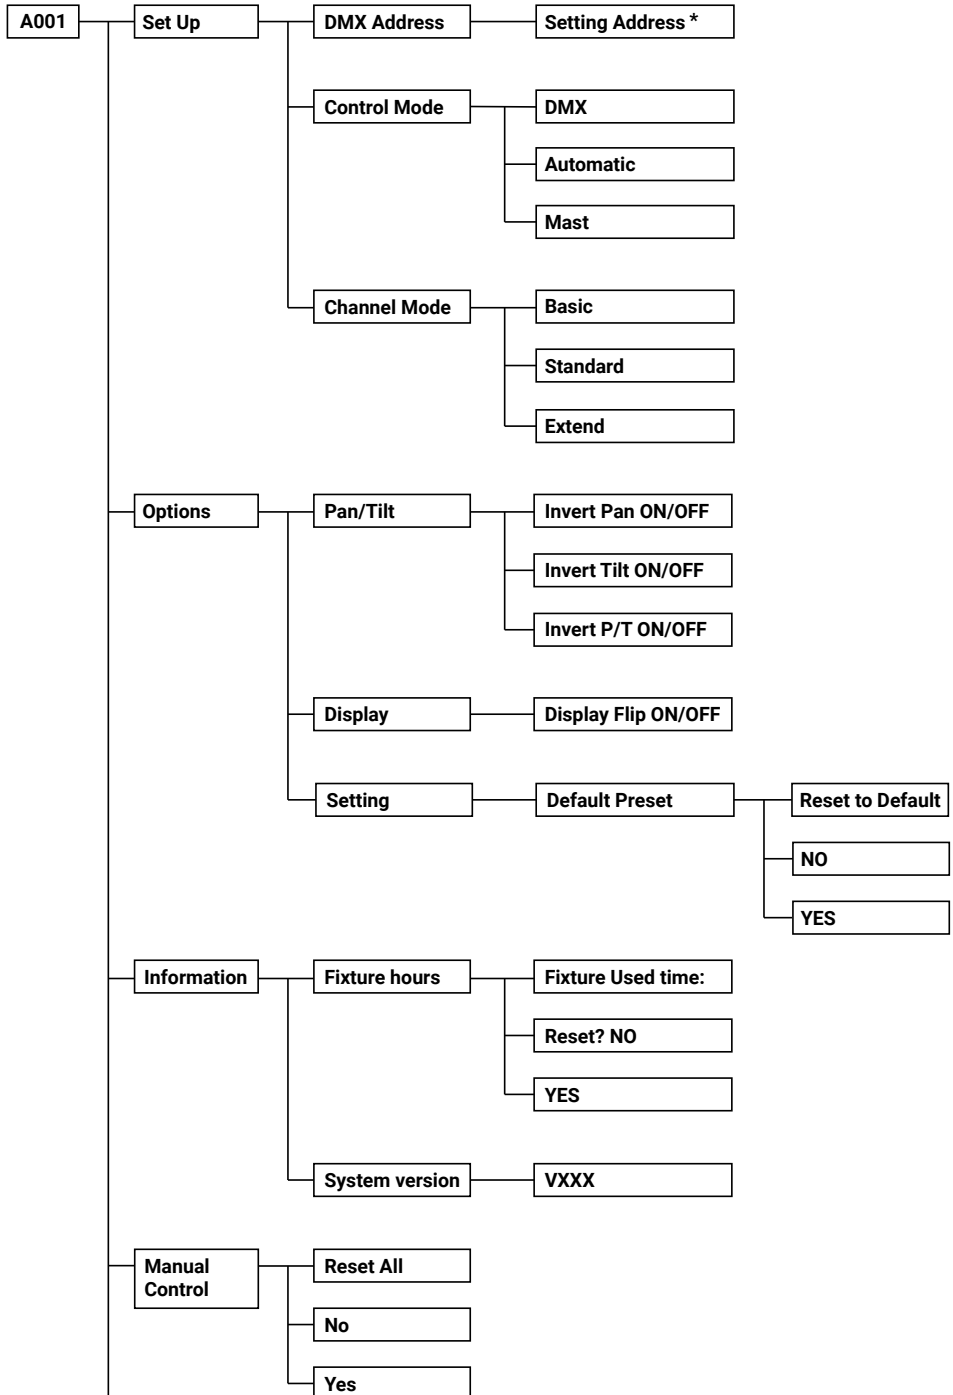 A001
Set Up
DMX Address
Setting Address *
Control Mode
DMX
Automatic
Mast
Channel Mode
Basic
Standard
Extend
Options
Pan/Tilt
Invert Pan ON/OFF
Invert Tilt ON/OFF
Invert P/T ON/OFF
Display
Display Flip ON/OFF
Setting
Default Preset
Reset to Default
NO
YES
Information
Fixture hours
Fixture Used time:
Reset? NO
YES
System version
VXXX
Manual
Control
Reset All
No
Yes